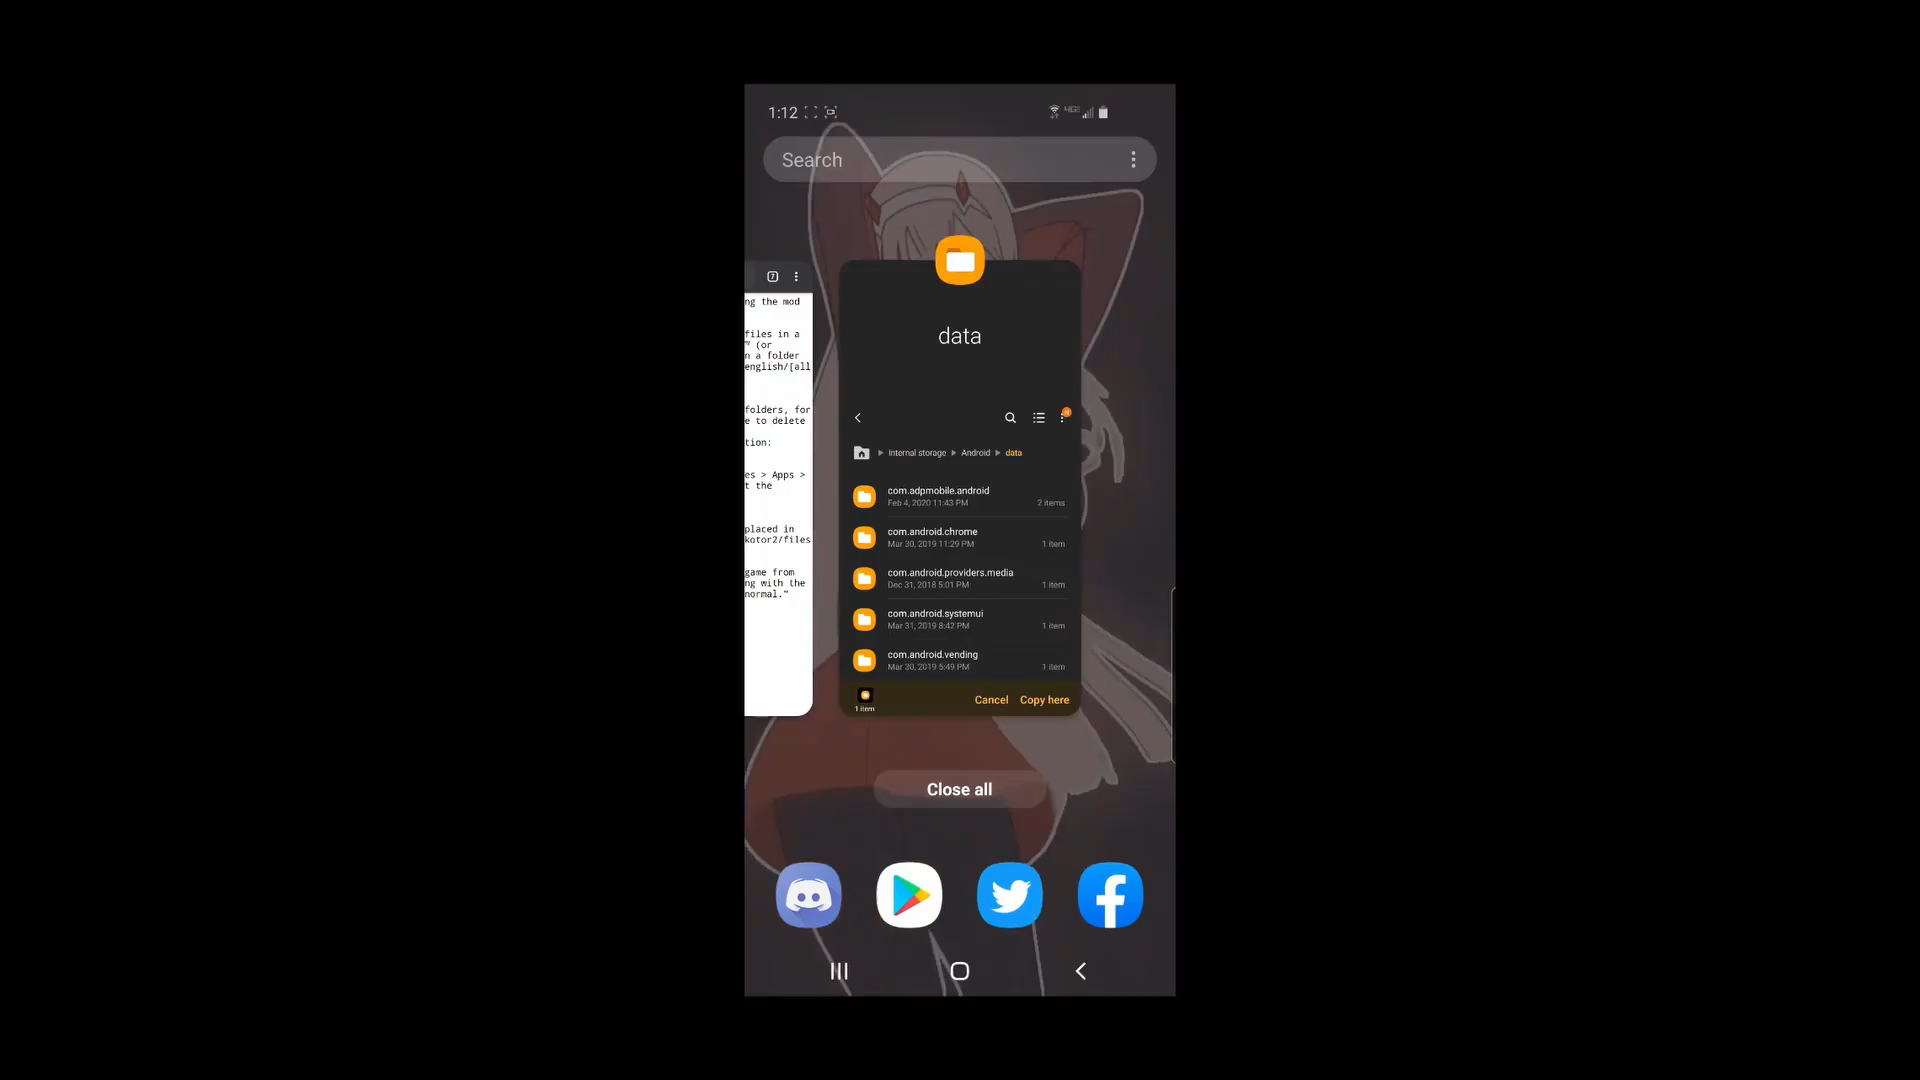 1:12
Search
7
ng the mod
files in a
" (or
n a folder
english/[all
folders, for
e to delete
tion:
es > Apps >
t the
placed in
kotor2/files
game from
ng with the
normal."
data
N
Internal storage Android data
com.adpmobile.android
Feb 4, 2020 11:43 PM 2 items
com.android.chrome
Mar 30, 2019 11:29 PM 1 item
com.android.providers.media
Dec 31, 2018 5:01 PM 1 item
com.android.systemui
Mar 31, 2019 8:42 PM 1 item
com.android.vending
Mar 30, 2019 5:49 PM 1 item
1 item Cancel Copy here
Close all